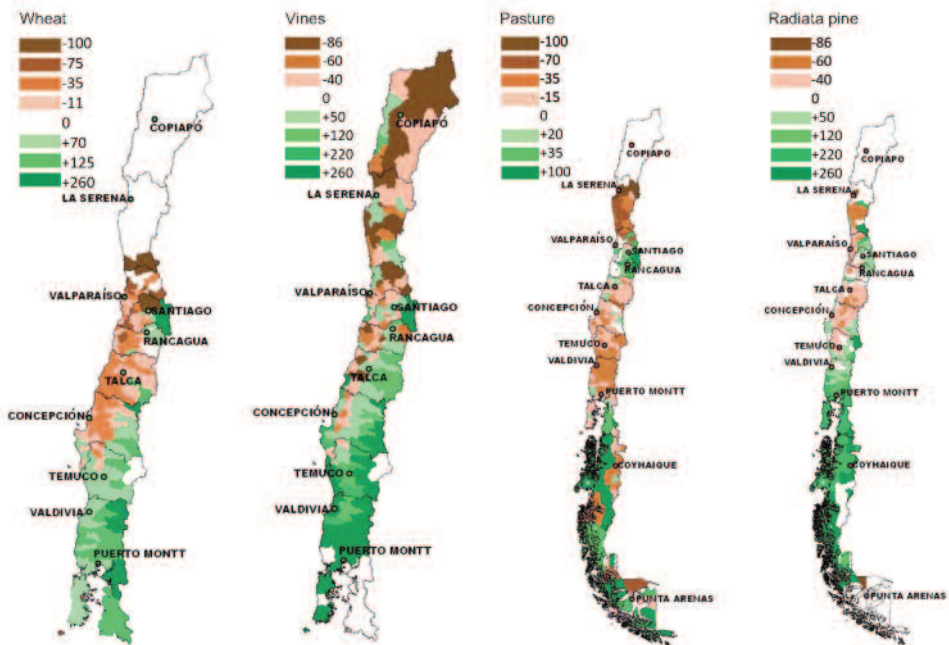 Wheat
-100
-75
-35
-11
0
+70
+125
+260
COPIAPÓ
LA SERENA
VALPARAÍSO
SANTIAGO
RANCAGUA
TALCA
CONCEPCIÓN
TEMUCO
VALDIVIA
PUERTO MONTT
Vines
-86
-60
-40
0
+50
+120
+220
+260
COPIAPÓ
LA SERENA
VALPARAÍSO
SANTIAGO
RANCAGUA
TALCA
CONCEPCIÓN
TEMUCO
VALDIVIA
PUERTO MONTT
Pasture
-100
-70
-35
-15
0
+20
+35
+100
COPIAPO
LA SERENA
VALPARAÍSO
SANTIAGO
RANCAGUA
TALCA
CONCEPCIÓN
TEMUCO
VALDIVIA
PUERTO MONTT
COYHAIQUE
PUNTA ARENAS
Radiata pine
-86
-60
-40
0
+50
+120
+220
+260
COPIAPO
LA SERENA
VALPARAÍSO
SANTIAGO
RANCAGUA
TALCA
CONCEPCIÓN
TEMUCO
VALDIVIA
PUERTO MONTT
COYHAIQUE
PUNTA ARENAS